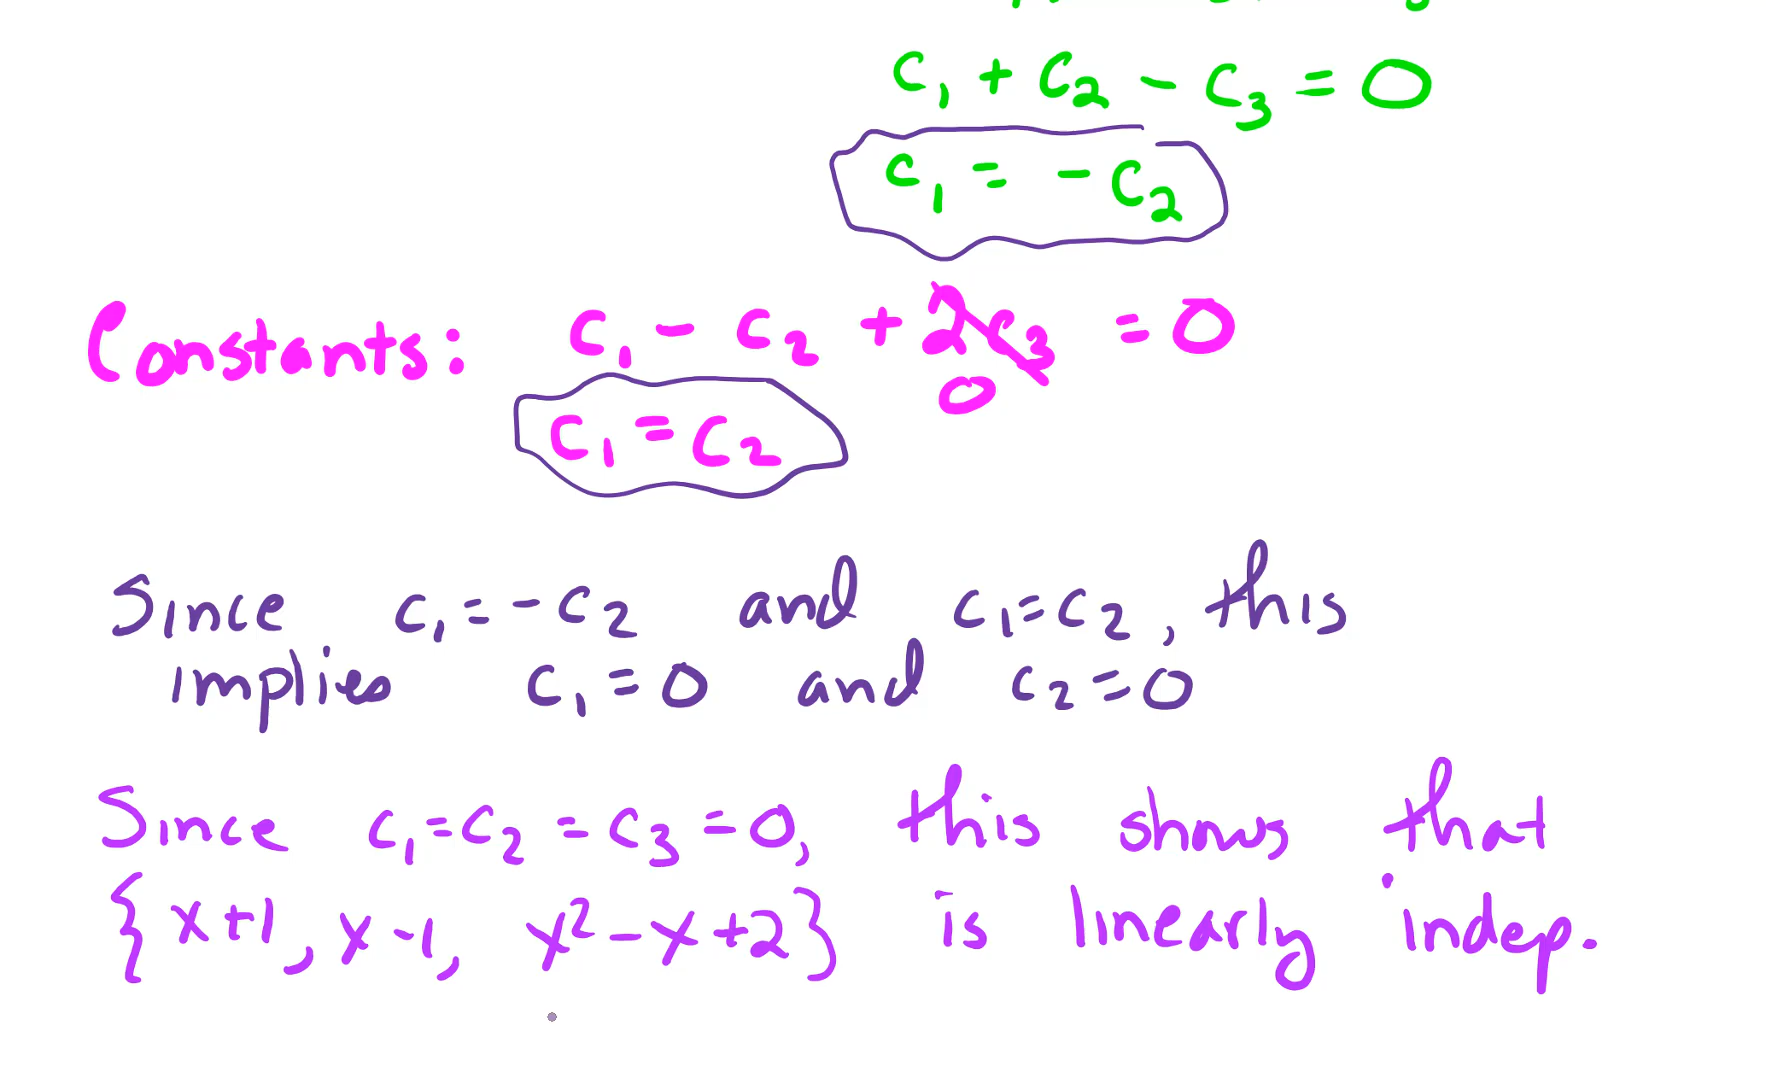 c₁ + c₂ - c₃ = 0
c₁ = -c₂
Constants: c₁ - c₂ + 2c₃ = 0
0
c₁ = c₂
Since c₁ = -c₂ and c₁ = c₂, this
implies c₁ = 0 and c₂ = 0
Since c₁ = c₂ = c₃ = 0, this shows that
{x+1, x-1, x²-x+2} is linearly indep.